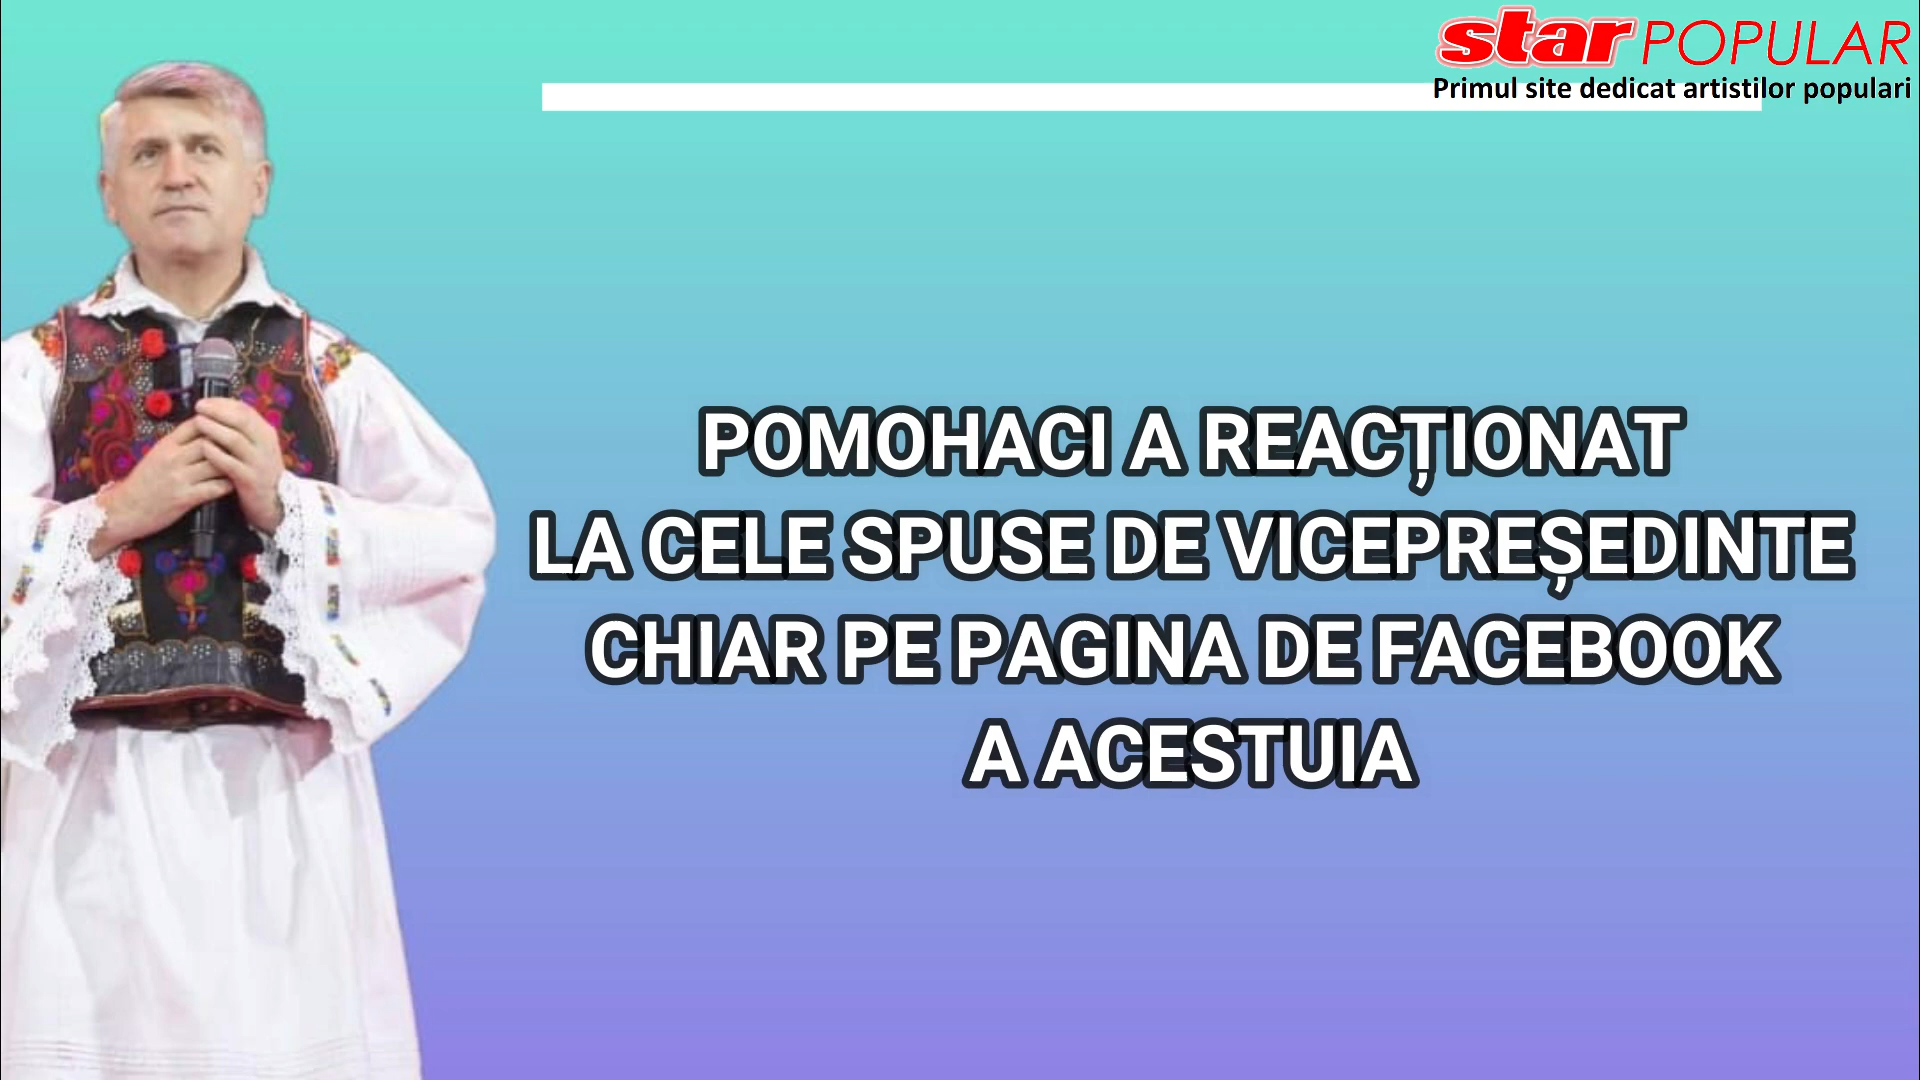 star POPULAR
Primul site dedicat artistilor populari
POMOHACI A REACȚIONAT
LA CELE SPUSE DE VICEPREȘEDINTE
CHIAR PE PAGINA DE FACEBOOK
A ACESTUIA